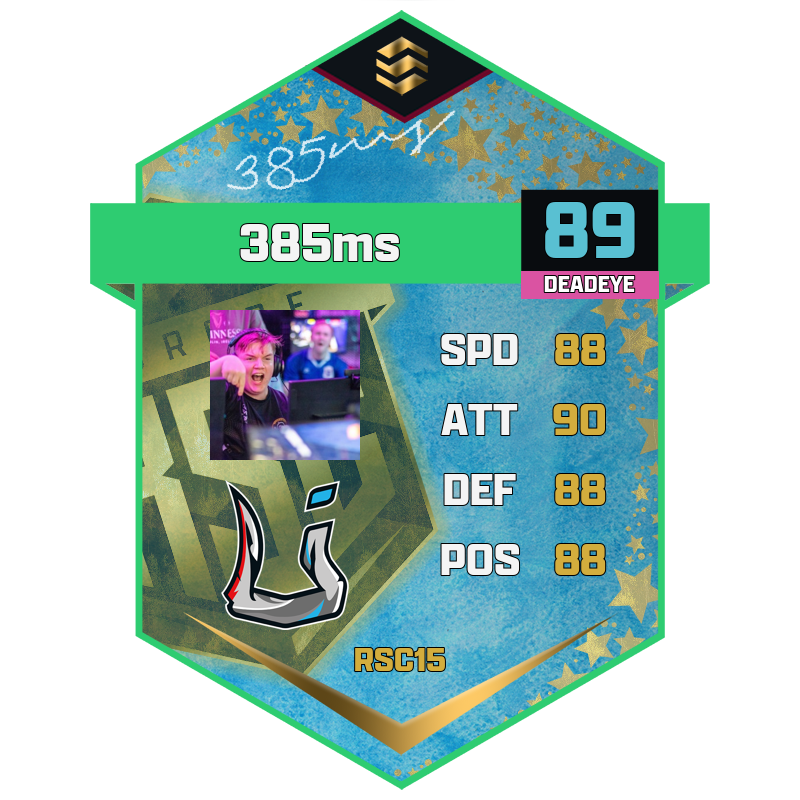 385ms
385ms
89
DEADEYE
SPD 88
ATT 90
DEF 88
POS 88
RSC15